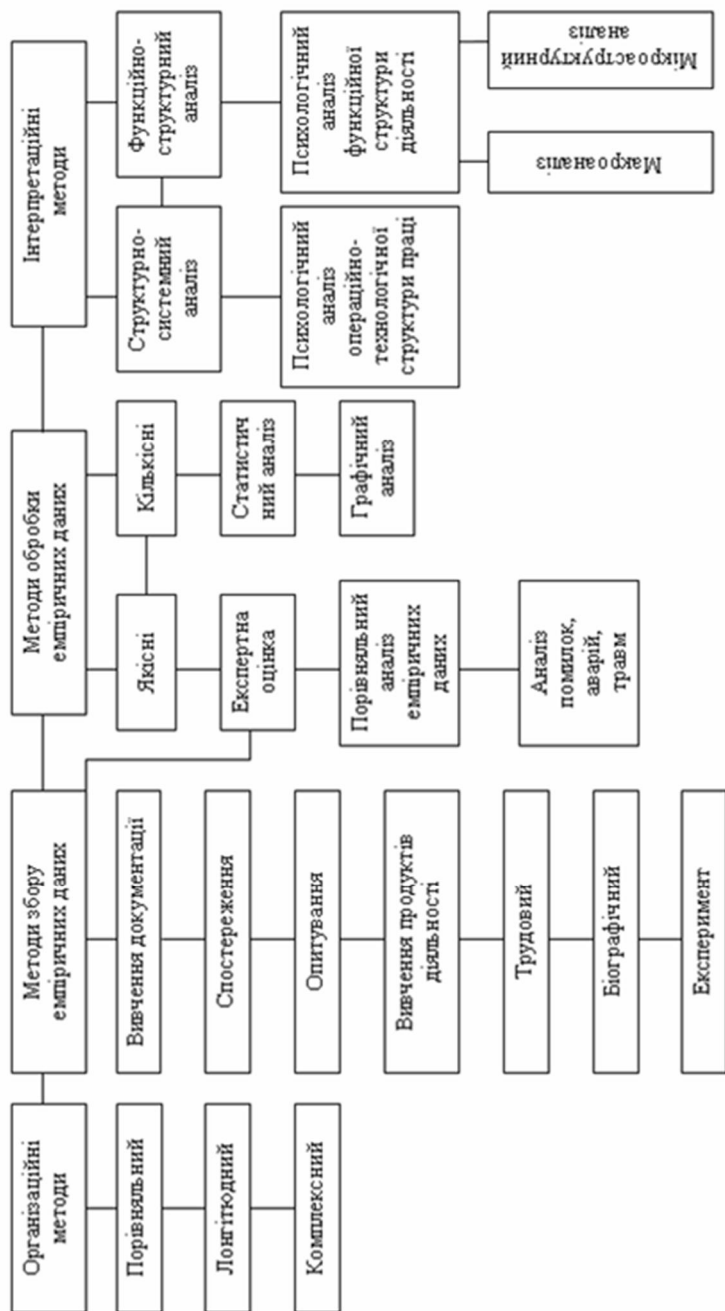 Організаційні
методи
Порівняльний
Лонгітюдний
Комплексний
Методи збору
емпіричних даних
Вивчення документації
Спостереження
Опитування
Вивчення продуктів
діяльності
Трудовий
Біографічний
Експеримент
Методи обробки
емпіричних даних
Якісні
Експертна
оцінка
Порівняльний
аналіз
емпіричних
даних
Аналіз
помилок,
аварій,
травм
Кількісні
Статистич
ний аналіз
Графічний
аналіз
Інтерпретаційні
методи
Структурно-
системний
аналіз
Психологічний
аналіз
операційно-
технологічної
структури праці
Функційно-
структурний
аналіз
Психологічний
аналіз
функційної
структури
діяльності
Макроаналіз
Мікроаструктурний
аналіз